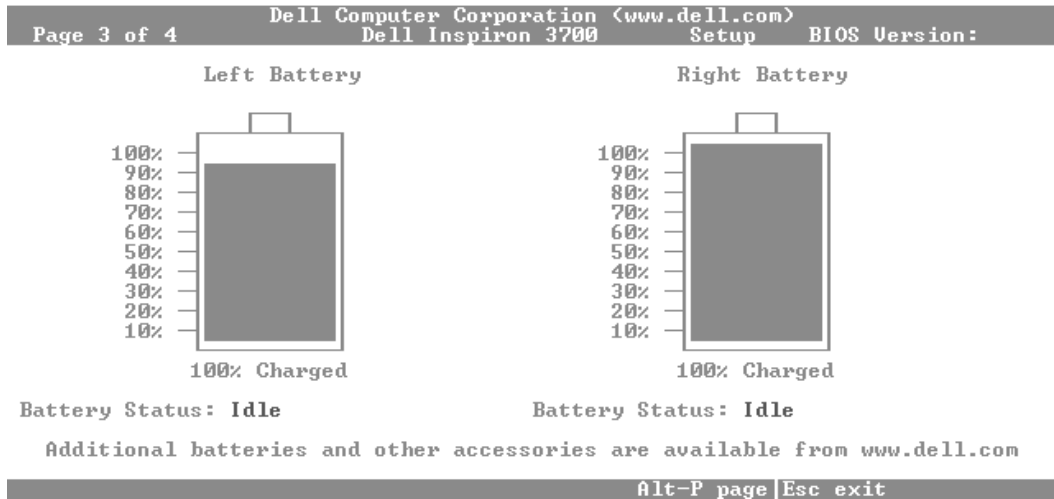 Dell Computer Corporation (www.dell.com)
Page 3 of 4 Dell Inspiron 3700 Setup BIOS Version:
Left Battery Right Battery
100% 100%
90% 90%
80% 80%
70% 70%
60% 60%
50% 50%
40% 40%
30% 30%
20% 20%
10% 10%
100% Charged 100% Charged
Battery Status: Idle Battery Status: Idle
Additional batteries and other accessories are available from www.dell.com
Alt-P page|Esc exit